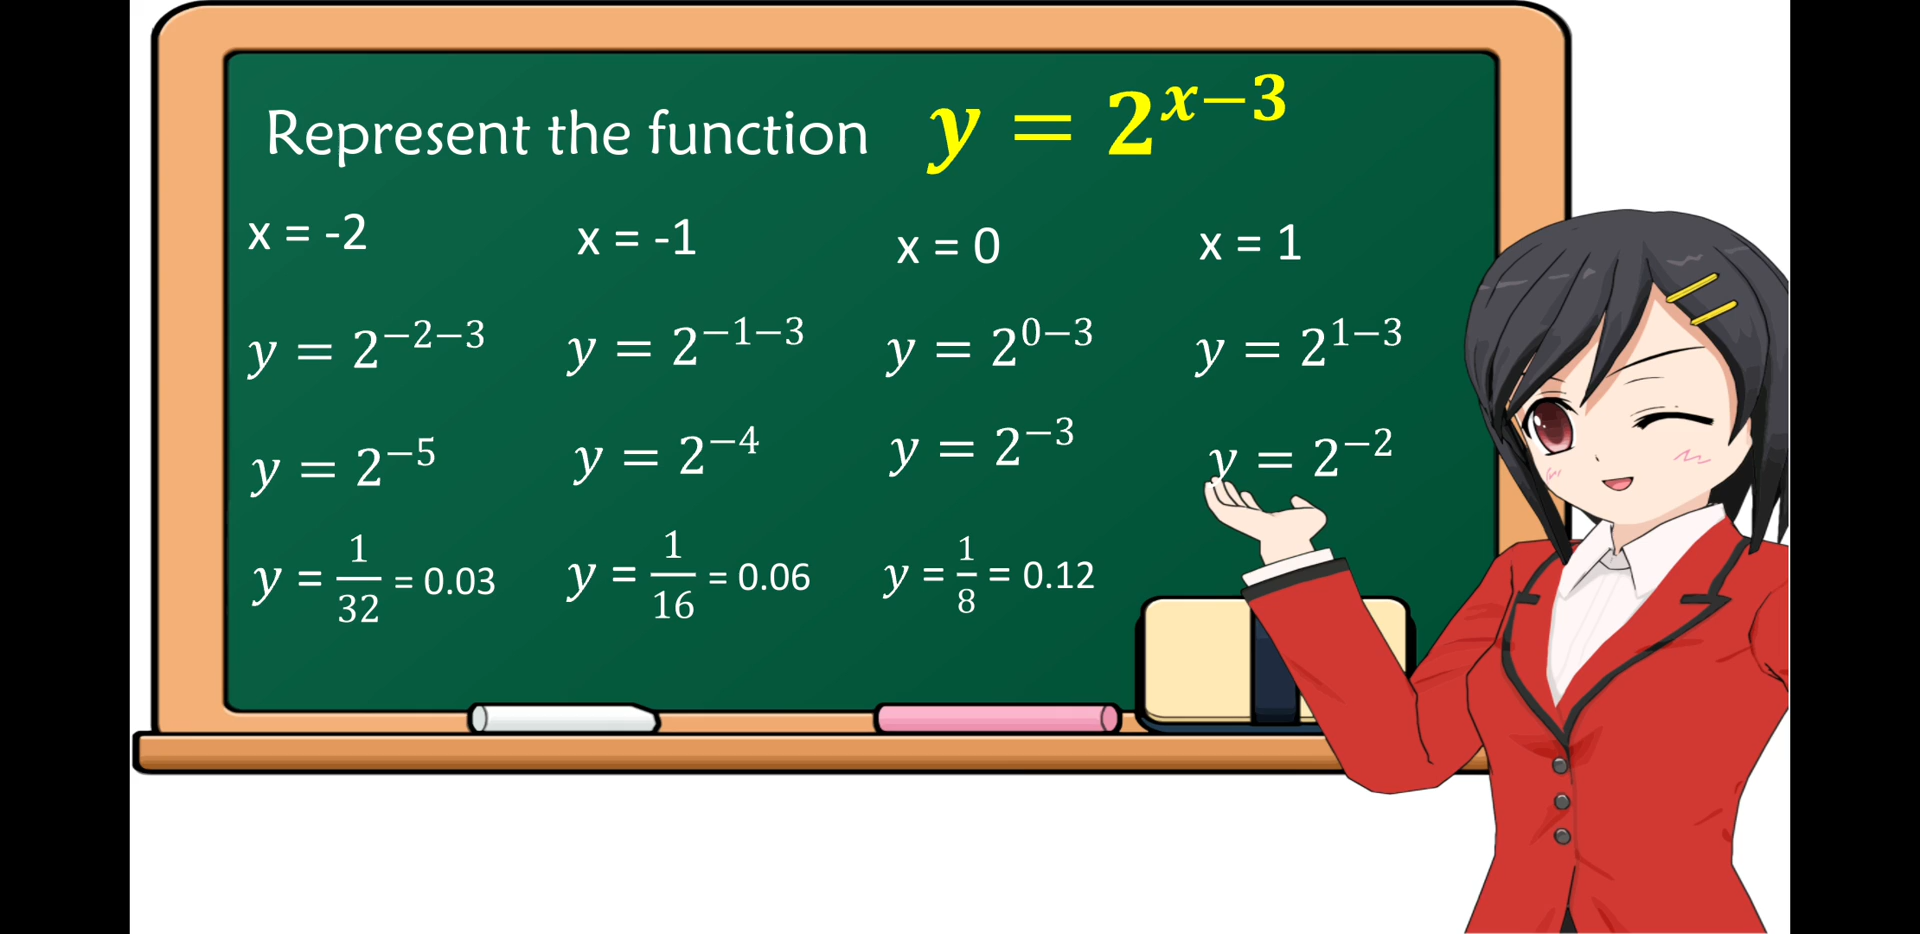 Represent the function y = 2^{x−3}
x = -2 x = -1 x = 0 x = 1
y = 2^{−2−3} y = 2^{−1−3} y = 2^{0−3} y = 2^{1−3}
y = 2^{−5} y = 2^{−4} y = 2^{−3} y = 2^{−2}
y = 1/32 = 0.03 y = 1/16 = 0.06 y = 1/8 = 0.12